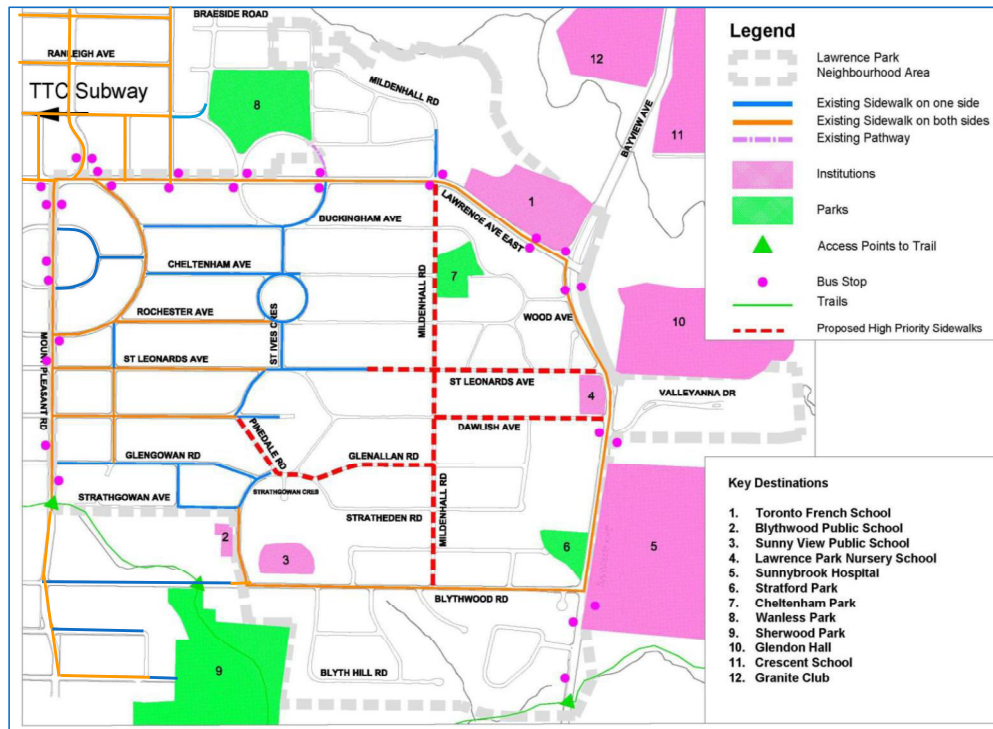 BRAESIDE ROAD
RANLEIGH AVE
TTC Subway
8
MILDENHALL RD
12
11
BAYVIEW AVE
1
LAWRENCE AVE EAST
BUCKINGHAM AVE
CHELTENHAM AVE
7
MILDENHALL RD
ROCHESTER AVE
ST IVES CRES
WOOD AVE
10
MOUNT PLEASANT RD
ST LEONARDS AVE
ST LEONARDS AVE
4
VALLEYANNA DR
DAWLISH AVE
PINEDALE RD
GLENGOWAN RD
GLENALLAN RD
STRATHGOWAN CRES
STRATHGOWAN AVE
STRATHEDEN RD
MILDENHALL RD
2
3
6
5
BLYTHWOOD RD
9
BLYTH HILL RD
Legend
Lawrence Park
Neighbourhood Area
Existing Sidewalk on one side
Existing Sidewalk on both sides
Existing Pathway
Institutions
Parks
Access Points to Trail
Bus Stop
Trails
Proposed High Priority Sidewalks
Key Destinations
1. Toronto French School
2. Blythwood Public School
3. Sunny View Public School
4. Lawrence Park Nursery School
5. Sunnybrook Hospital
6. Stratford Park
7. Cheltenham Park
8. Wanless Park
9. Sherwood Park
10. Glendon Hall
11. Crescent School
12. Granite Club